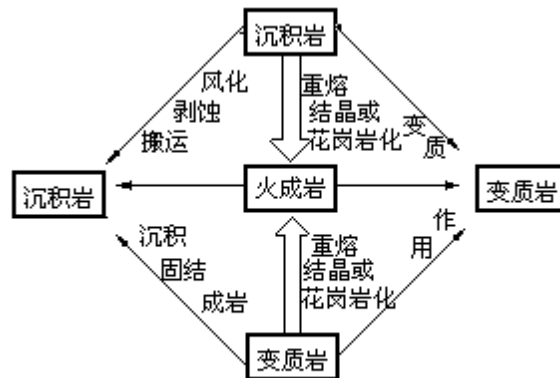 沉积岩
风化
剥蚀
搬运
重熔
结晶或
花岗岩化
变
质
沉积岩
火成岩
变质岩
沉积
固结
成岩
重熔
结晶或
花岗岩化
作
用
变质岩